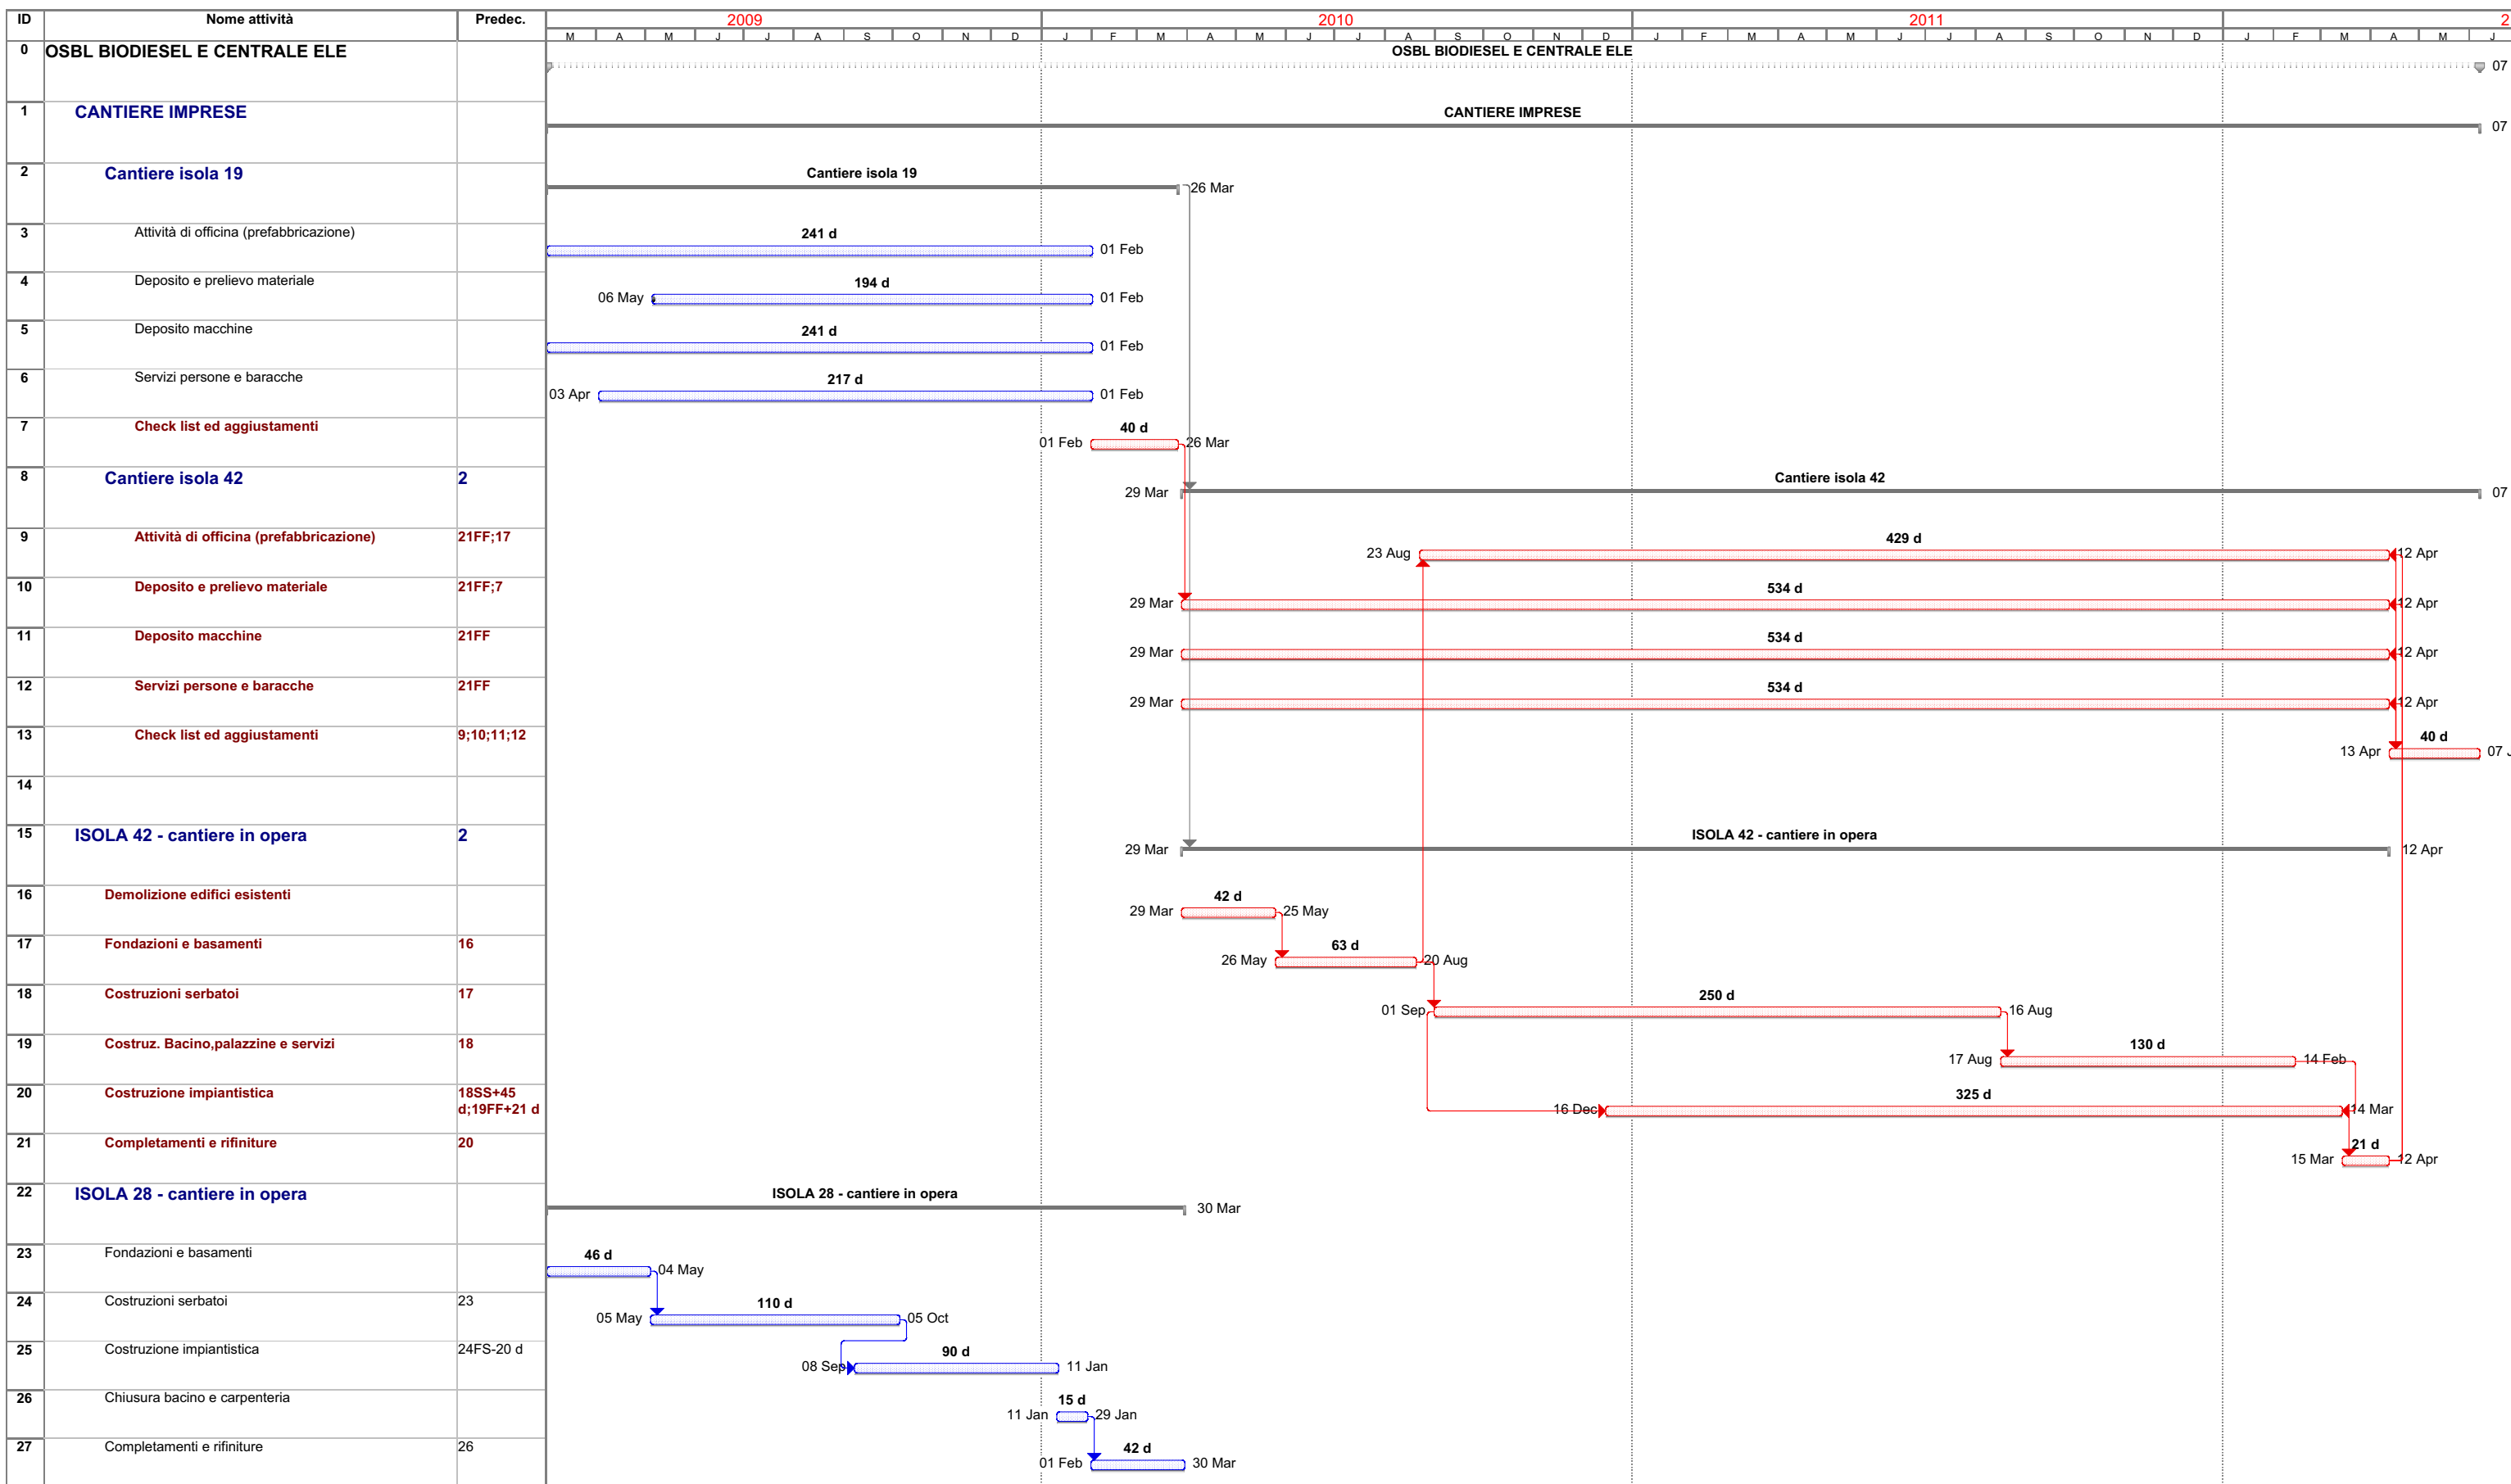 ID Nome attività Predec. 2009 2010 2011 2
M A M J J A S O N D J F M A M J J A S O N D J F M A M J J A S O N D J F M A M J
0 OSBL BIODIESEL E CENTRALE ELE OSBL BIODIESEL E CENTRALE ELE
07
1 CANTIERE IMPRESE CANTIERE IMPRESE
07
2 Cantiere isola 19 Cantiere isola 19
26 Mar
3 Attività di officina (prefabbricazione) 241 d
01 Feb
4 Deposito e prelievo materiale 194 d
06 May 01 Feb
5 Deposito macchine 241 d
01 Feb
6 Servizi persone e baracche 217 d
03 Apr 01 Feb
7 Check list ed aggiustamenti 40 d
01 Feb 26 Mar
8 Cantiere isola 42 2 Cantiere isola 42
29 Mar 07
9 Attività di officina (prefabbricazione) 21FF;17 429 d
23 Aug 12 Apr
10 Deposito e prelievo materiale 21FF;7 534 d
29 Mar 12 Apr
11 Deposito macchine 21FF 534 d
29 Mar 12 Apr
12 Servizi persone e baracche 21FF 534 d
29 Mar 12 Apr
13 Check list ed aggiustamenti 9;10;11;12 40 d
13 Apr 07 J
14
15 ISOLA 42 - cantiere in opera 2 ISOLA 42 - cantiere in opera
29 Mar 12 Apr
16 Demolizione edifici esistenti 42 d
29 Mar 25 May
17 Fondazioni e basamenti 16 63 d
26 May 20 Aug
18 Costruzioni serbatoi 17 250 d
01 Sep 16 Aug
19 Costruz. Bacino,palazzine e servizi 18 130 d
17 Aug 14 Feb
20 Costruzione impiantistica 18SS+45 325 d
d;19FF+21 d 16 Dec 14 Mar
21 Completamenti e rifiniture 20 21 d
15 Mar 12 Apr
22 ISOLA 28 - cantiere in opera ISOLA 28 - cantiere in opera
30 Mar
23 Fondazioni e basamenti 46 d
04 May
24 Costruzioni serbatoi 23 110 d
05 May 05 Oct
25 Costruzione impiantistica 24FS-20 d 90 d
08 Sep 11 Jan
26 Chiusura bacino e carpenteria 15 d
11 Jan 29 Jan
27 Completamenti e rifiniture 26 42 d
01 Feb 30 Mar